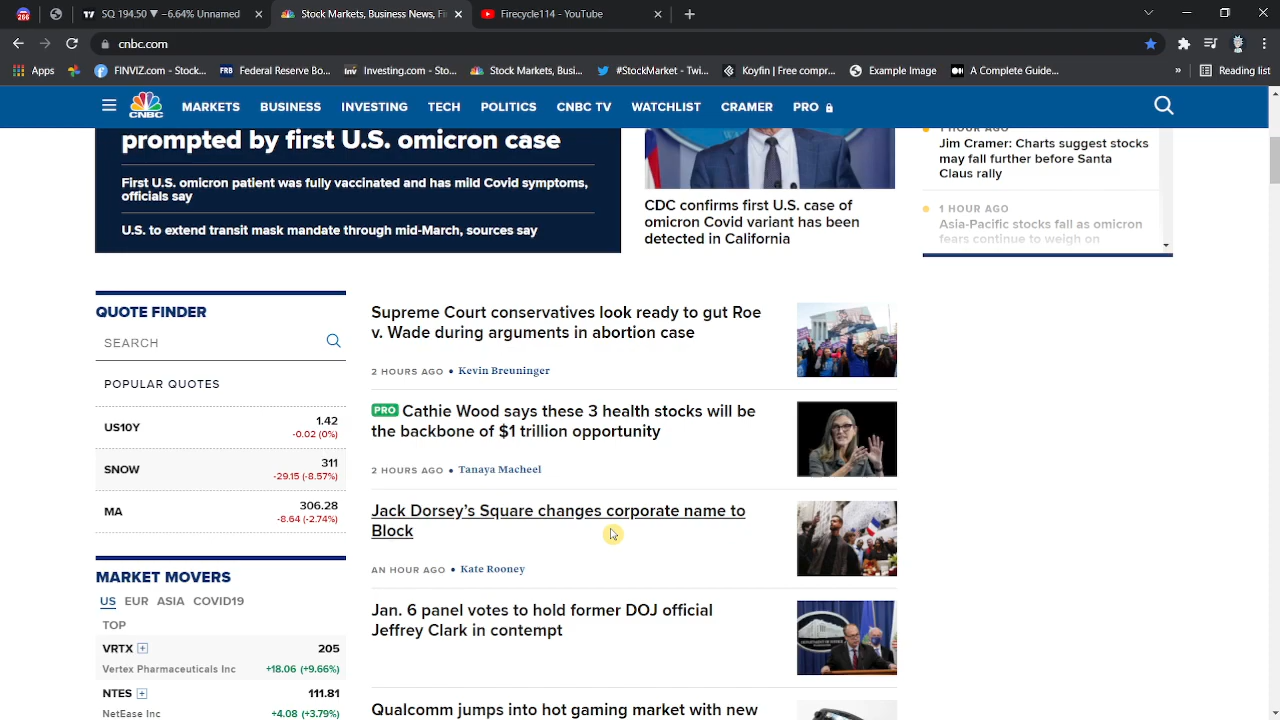 266
SQ 194.50 ▼ −6.64% Unnamed
Stock Markets, Business News, Fi
Firecycle114 - YouTube
cnbc.com
Apps
FINVIZ.com - Stock...
FRB
Federal Reserve Bo...
Inv
Investing.com - So...
Stock Markets, Busi...
#StockMarket - Twi...
Koyfin | Free compr...
Example Image
A Complete Guide...
»
Reading list
CNBC
MARKETS
BUSINESS
INVESTING
TECH
POLITICS
CNBC TV
WATCHLIST
CRAMER
PRO
prompted by first U.S. omicron case
First U.S. omicron patient was fully vaccinated and has mild Covid symptoms,
officials say
U.S. to extend transit mask mandate through mid-March, sources say
CDC confirms first U.S. case of
omicron Covid variant has been
detected in California
1 HOUR AGO
Jim Cramer: Charts suggest stocks
may fall further before Santa
Claus rally
1 HOUR AGO
Asia-Pacific stocks fall as omicron
fears continue to weigh on
QUOTE FINDER
SEARCH
POPULAR QUOTES
US10Y
1.42
-0.02 (0%)
SNOW
311
-29.15 (-8.57%)
MA
306.28
-8.64 (-2.74%)
MARKET MOVERS
US EUR ASIA COVID19
TOP
VRTX
205
Vertex Pharmaceuticals Inc
+18.06 (+9.66%)
NTES
111.81
NetEase Inc
+4.08 (+3.79%)
Supreme Court conservatives look ready to gut Roe
v. Wade during arguments in abortion case
2 HOURS AGO • Kevin Breuninger
PRO Cathie Wood says these 3 health stocks will be
the backbone of $1 trillion opportunity
2 HOURS AGO • Tanaya Macheel
Jack Dorsey’s Square changes corporate name to
Block
AN HOUR AGO • Kate Rooney
Jan. 6 panel votes to hold former DOJ official
Jeffrey Clark in contempt
Qualcomm jumps into hot gaming market with new